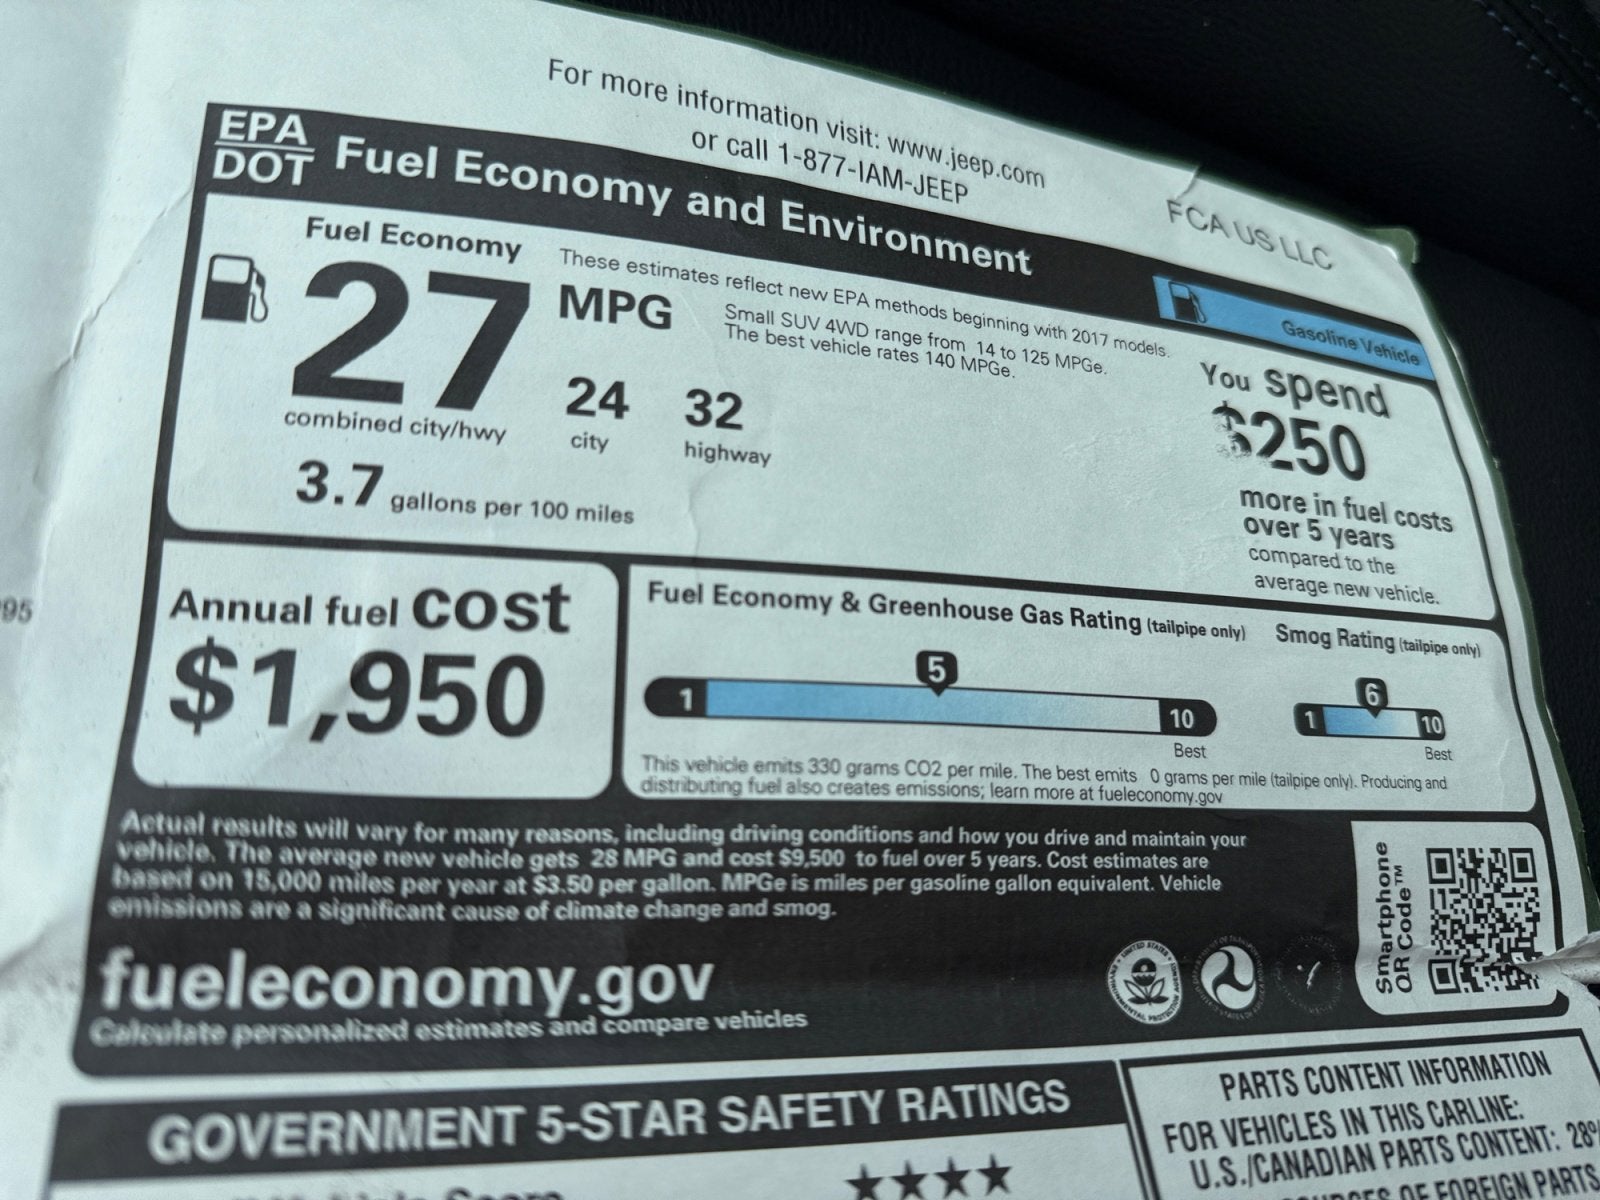 For more information visit: www.jeep.com
or call 1-877-IAM-JEEP
FCA US LLC
EPA
DOT
Fuel Economy and Environment
Gasoline Vehicle
Fuel Economy
27
MPG
These estimates reflect new EPA methods beginning with 2017 models.
Small SUV 4WD range from 14 to 125 MPGe.
The best vehicle rates 140 MPGe.
combined city/hwy
24
city
32
highway
3.7 gallons per 100 miles
You spend
$250
more in fuel costs
over 5 years
compared to the
average new vehicle.
95
Annual fuel cost
$1,950
Fuel Economy & Greenhouse Gas Rating (tailpipe only)
1
5
10
Best
Smog Rating (tailpipe only)
1
6
10
Best
This vehicle emits 330 grams CO2 per mile. The best emits 0 grams per mile (tailpipe only). Producing and
distributing fuel also creates emissions; learn more at fueleconomy.gov
Actual results will vary for many reasons, including driving conditions and how you drive and maintain your
vehicle. The average new vehicle gets 28 MPG and cost $9,500 to fuel over 5 years. Cost estimates are
based on 15,000 miles per year at $3.50 per gallon. MPGe is miles per gasoline gallon equivalent. Vehicle
emissions are a significant cause of climate change and smog.
fueleconomy.gov
Calculate personalized estimates and compare vehicles
Smartphone
QR Code™
GOVERNMENT 5-STAR SAFETY RATINGS
★★★★
PARTS CONTENT INFORMATION
FOR VEHICLES IN THIS CARLINE:
U.S./CANADIAN PARTS CONTENT: 28%
OF FOREIGN PARTS